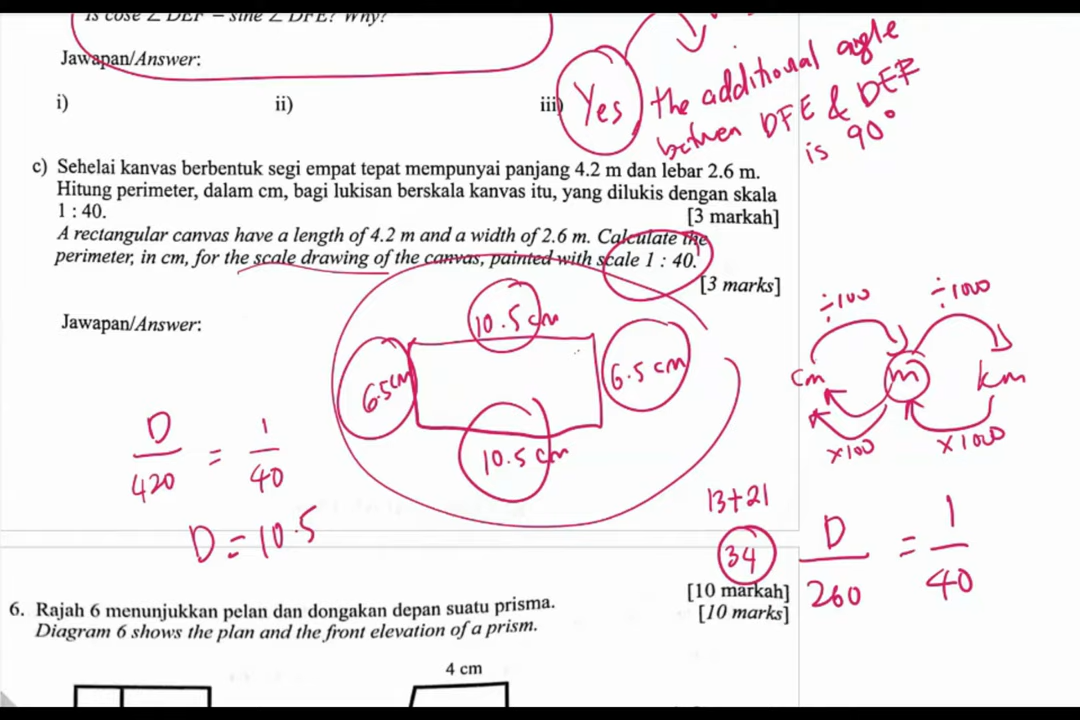 Is cosθ ∠ DEF = sine ∠ DFE? Why?
Jawapan/Answer:
i)
ii)
iii)
Yes
the additional angle
between DFE & DEF
is 90°
c) Sehelai kanvas berbentuk segi empat tepat mempunyai panjang 4.2 m dan lebar 2.6 m.
Hitung perimeter, dalam cm, bagi lukisan berskala kanvas itu, yang dilukis dengan skala
1 : 40.
[3 markah]
A rectangular canvas have a length of 4.2 m and a width of 2.6 m. Calculate the
perimeter, in cm, for the scale drawing of the canvas, painted with scale 1 : 40.
[3 marks]
Jawapan/Answer:
10.5 cm
6.5 cm
6.5 cm
10.5 cm
÷100
÷1000
cm
m
km
×100
×1000
D/420 = 1/40
D = 10.5
13+21
34
D/260 = 1/40
[10 markah]
[10 marks]
6. Rajah 6 menunjukkan pelan dan dongakan depan suatu prisma.
Diagram 6 shows the plan and the front elevation of a prism.
4 cm